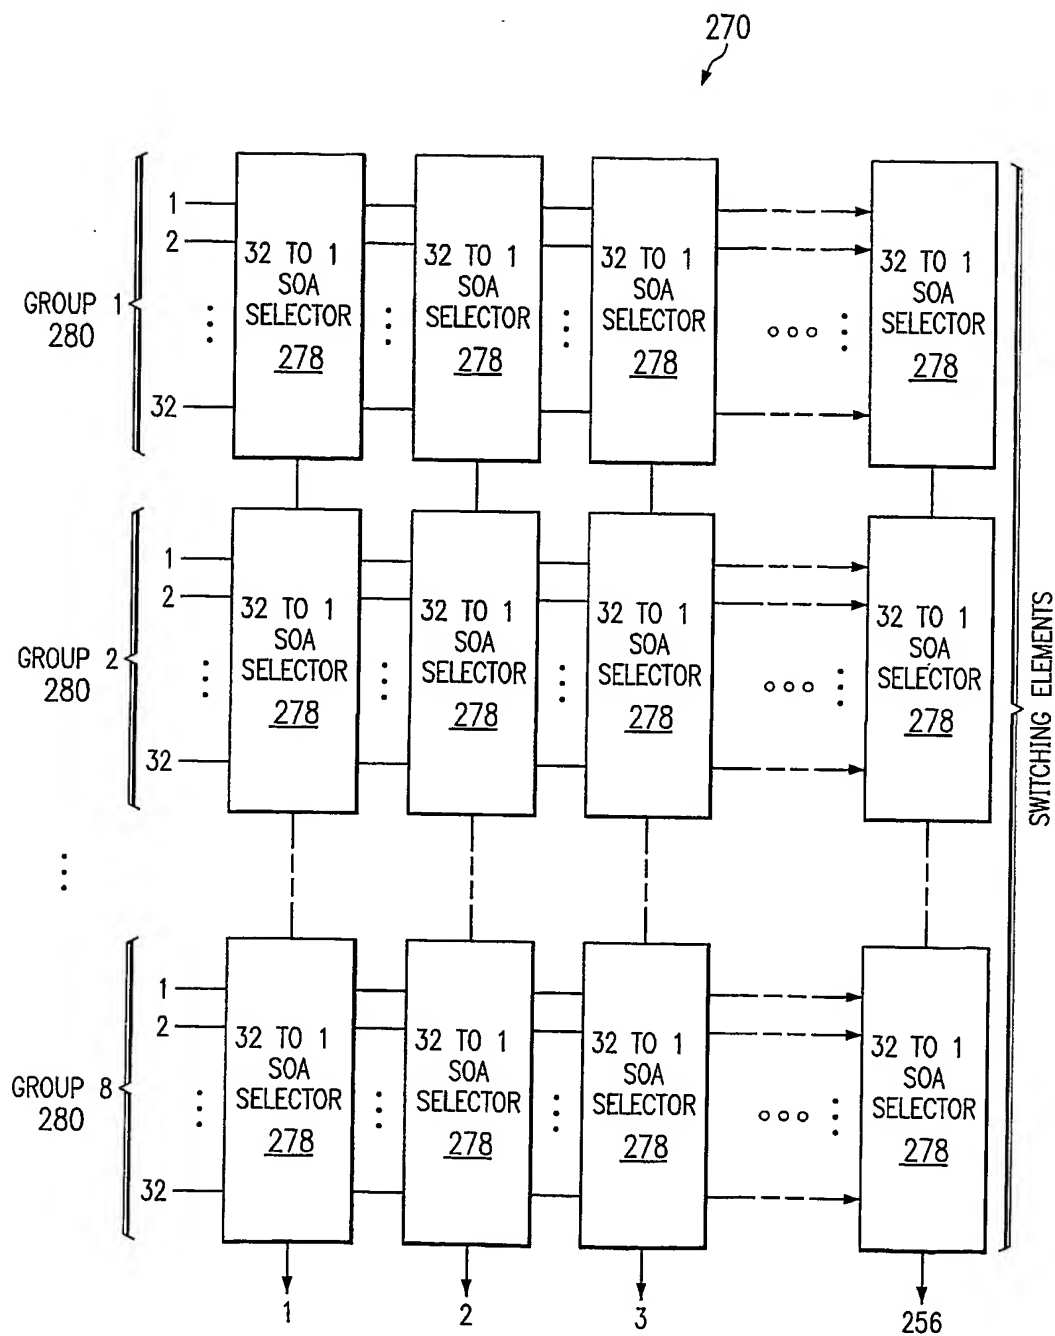 270
GROUP 1
280
1
2
32
32 TO 1
SOA
SELECTOR
278
32 TO 1
SOA
SELECTOR
278
32 TO 1
SOA
SELECTOR
278
32 TO 1
SOA
SELECTOR
278
GROUP 2
280
1
2
32
32 TO 1
SOA
SELECTOR
278
32 TO 1
SOA
SELECTOR
278
32 TO 1
SOA
SELECTOR
278
32 TO 1
SOA
SELECTOR
278
SWITCHING ELEMENTS
GROUP 8
280
1
2
32
32 TO 1
SOA
SELECTOR
278
32 TO 1
SOA
SELECTOR
278
32 TO 1
SOA
SELECTOR
278
32 TO 1
SOA
SELECTOR
278
1
2
3
256